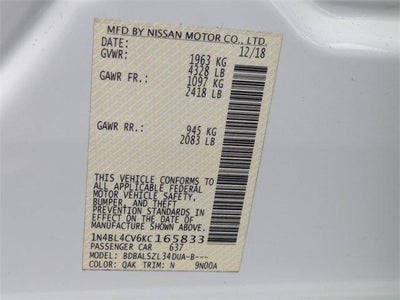 MFD BY NISSAN MOTOR CO., LTD.
DATE: 12/18
GVWR: 1963 KG
4328 LB
GAWR FR: 1097 KG
2418 LB
GAWR RR: 945 KG
2083 LB
THIS VEHICLE CONFORMS TO
ALL APPLICABLE FEDERAL
MOTOR VEHICLE SAFETY,
BUMPER, AND THEFT
PREVENTION STANDARDS IN
EFFECT ON THE DATE OF
MANUFACTURE SHOWN ABOVE.
1N4BL4CV6KC165833
PASSENGER CAR 637
MODEL: BDBALSZL34DUA-B---
COLOR: QAK TRIM: N 9N00A